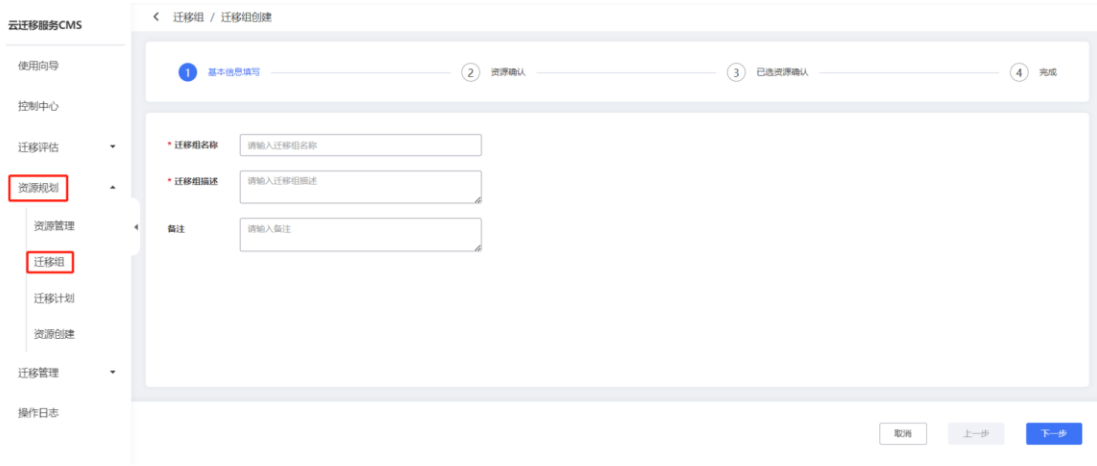 云迁移服务CMS
使用向导
控制中心
迁移评估
资源规划
资源管理
迁移组
迁移计划
资源创建
迁移管理
操作日志
迁移组 / 迁移组创建
1 基本信息填写
2 资源确认
3 已选资源确认
4 完成
* 迁移组名称 请输入迁移组名称
* 迁移组描述 请输入迁移组描述
备注 请输入备注
取消 上一步 下一步